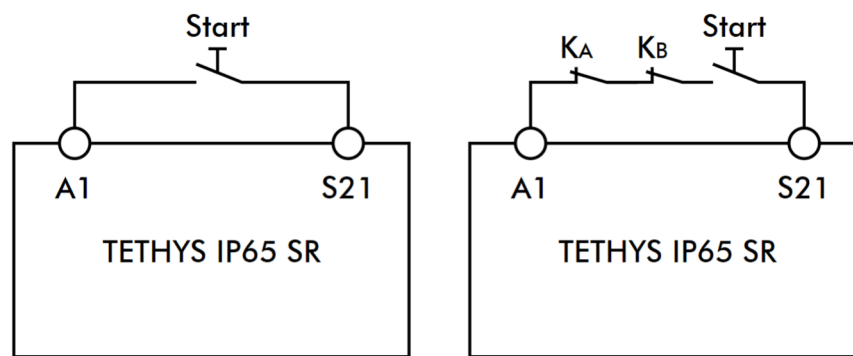 Start
A1
S21
TETHYS IP65 SR
KA
KB
Start
A1
S21
TETHYS IP65 SR